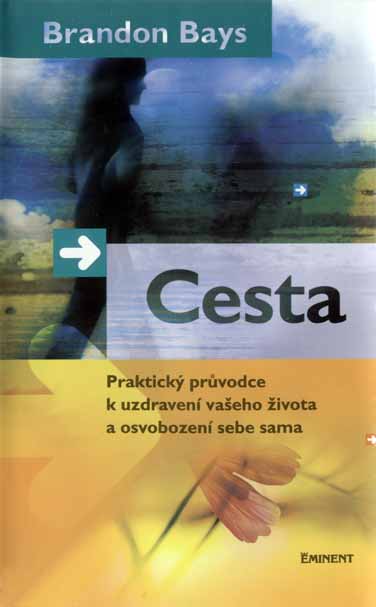 Brandon Bays
Cesta
Praktický průvodce
k uzdravení vašeho života
a osvobození sebe sama
EMINENT